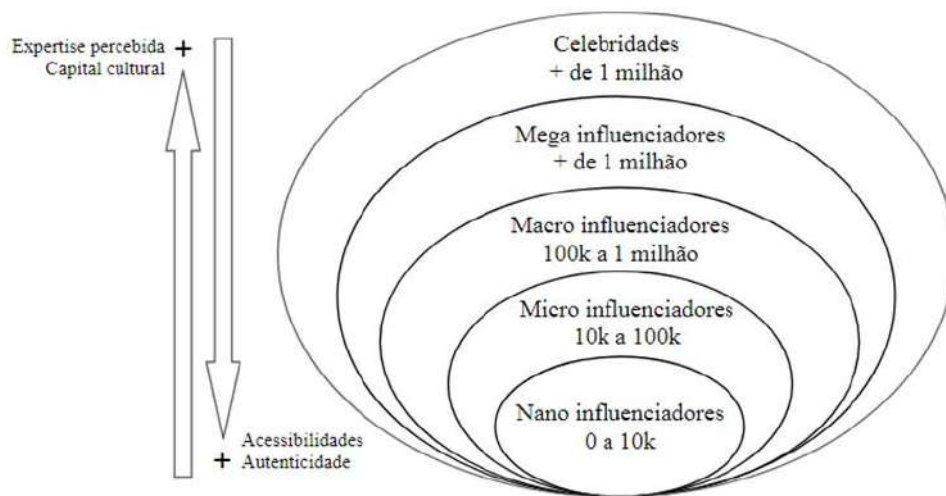 Expertise percebida +
Capital cultural
Celebridades
+ de 1 milhão
Mega influenciadores
+ de 1 milhão
Macro influenciadores
100k a 1 milhão
Micro influenciadores
10k a 100k
Nano influenciadores
0 a 10k
Acessibilidades
+ Autenticidade